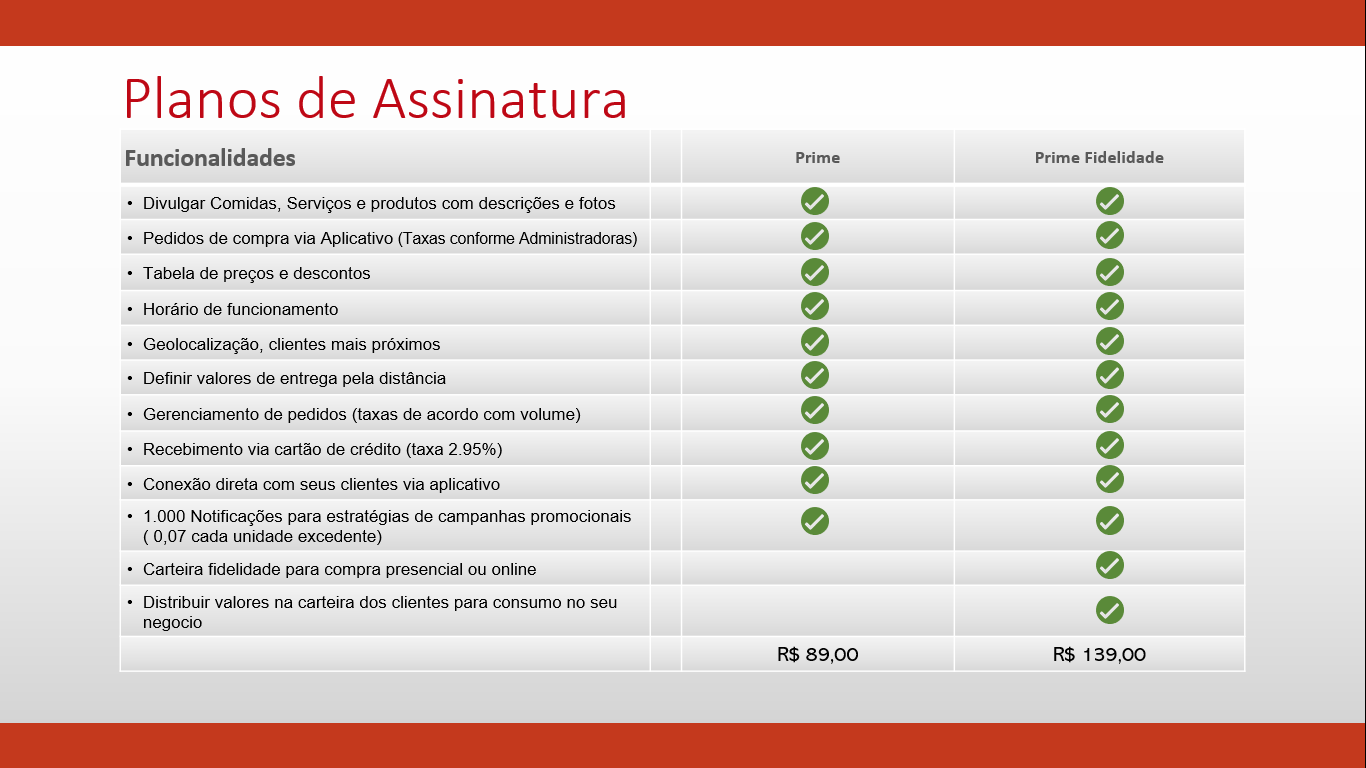 Planos de Assinatura
Funcionalidades Prime Prime Fidelidade
• Divulgar Comidas, Serviços e produtos com descrições e fotos
• Pedidos de compra via Aplicativo (Taxas conforme Administradoras)
• Tabela de preços e descontos
• Horário de funcionamento
• Geolocalização, clientes mais próximos
• Definir valores de entrega pela distância
• Gerenciamento de pedidos (taxas de acordo com volume)
• Recebimento via cartão de crédito (taxa 2.95%)
• Conexão direta com seus clientes via aplicativo
• 1.000 Notificações para estratégias de campanhas promocionais
( 0,07 cada unidade excedente)
• Carteira fidelidade para compra presencial ou online
• Distribuir valores na carteira dos clientes para consumo no seu
negocio
R$ 89,00 R$ 139,00